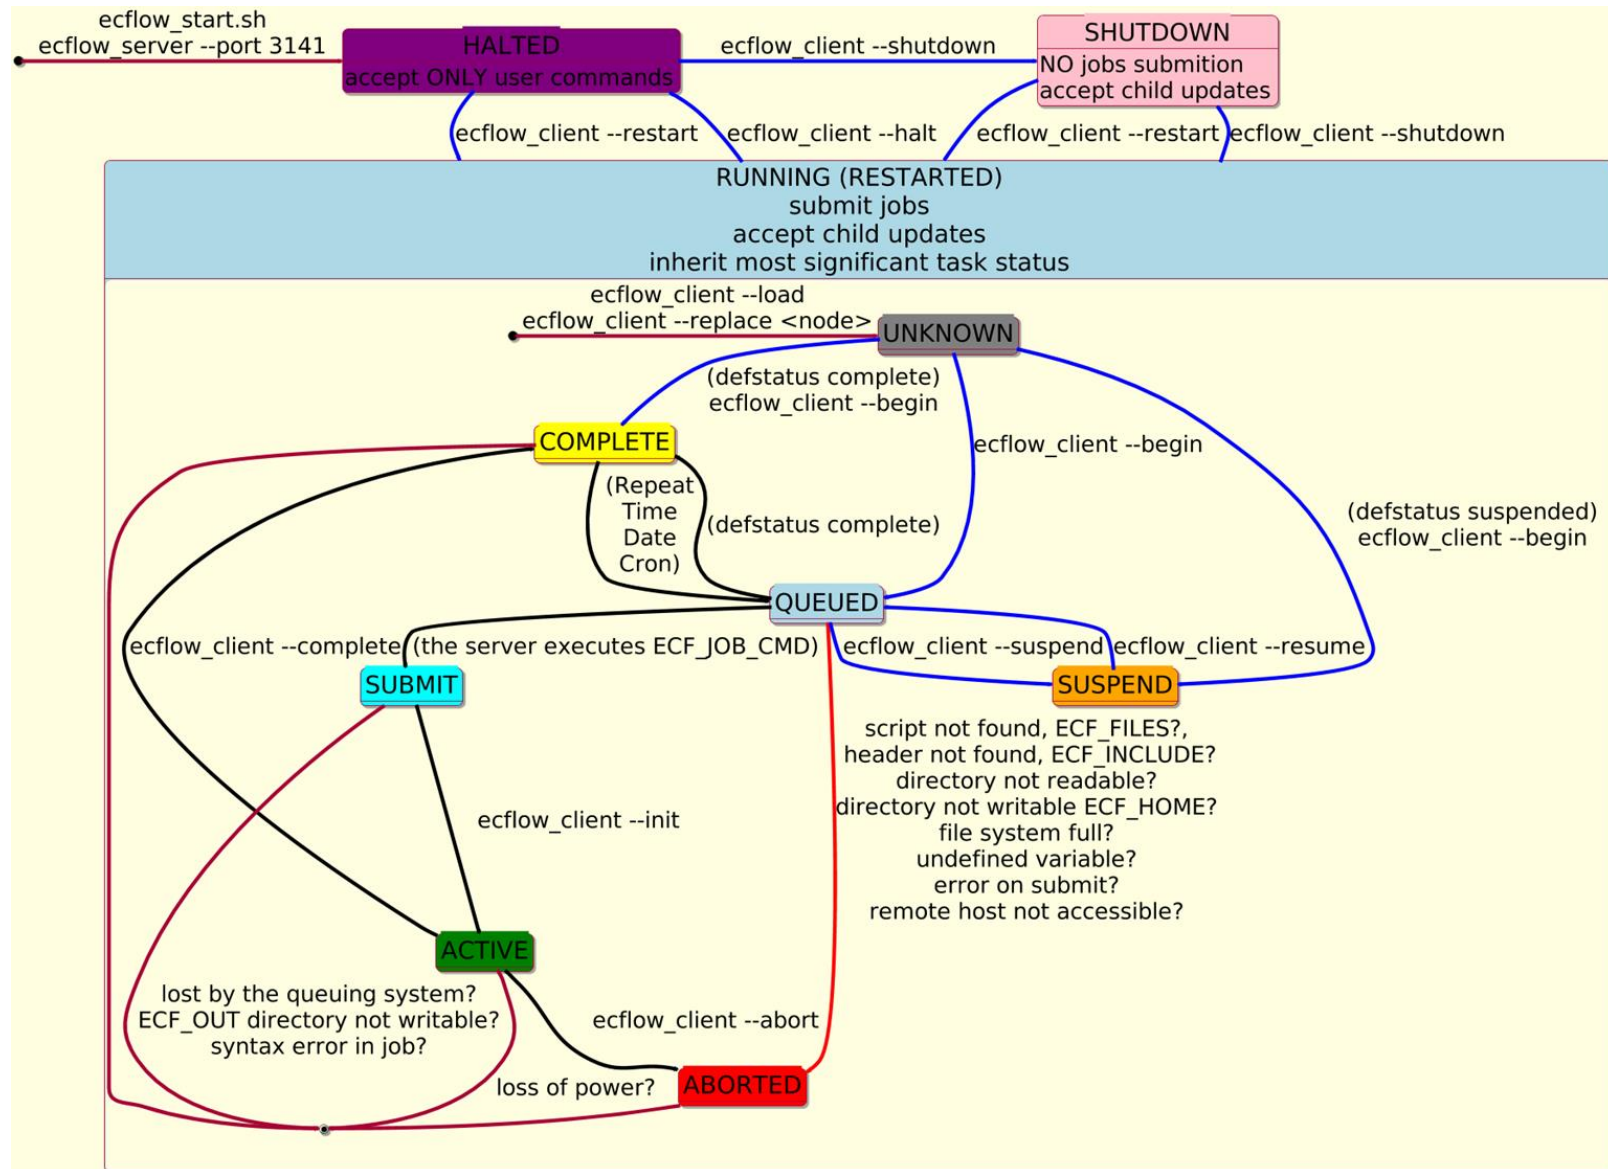 ecflow_start.sh
ecflow_server --port 3141
HALTED
accept ONLY user commands
ecflow_client --shutdown
SHUTDOWN
NO jobs submition
accept child updates
ecflow_client --restart
ecflow_client --halt
ecflow_client --restart
ecflow_client --shutdown
RUNNING (RESTARTED)
submit jobs
accept child updates
inherit most significant task status
ecflow_client --load
ecflow_client --replace <node>
UNKNOWN
(defstatus complete)
ecflow_client --begin
COMPLETE
ecflow_client --begin
(Repeat
Time
Date
Cron)
(defstatus complete)
(defstatus suspended)
ecflow_client --begin
QUEUED
ecflow_client --complete
(the server executes ECF_JOB_CMD)
ecflow_client --suspend
ecflow_client --resume
SUBMIT
SUSPEND
script not found, ECF_FILES?,
header not found, ECF_INCLUDE?
directory not readable?
directory not writable ECF_HOME?
file system full?
undefined variable?
error on submit?
remote host not accessible?
ecflow_client --init
ACTIVE
lost by the queuing system?
ECF_OUT directory not writable?
syntax error in job?
ecflow_client --abort
loss of power?
ABORTED